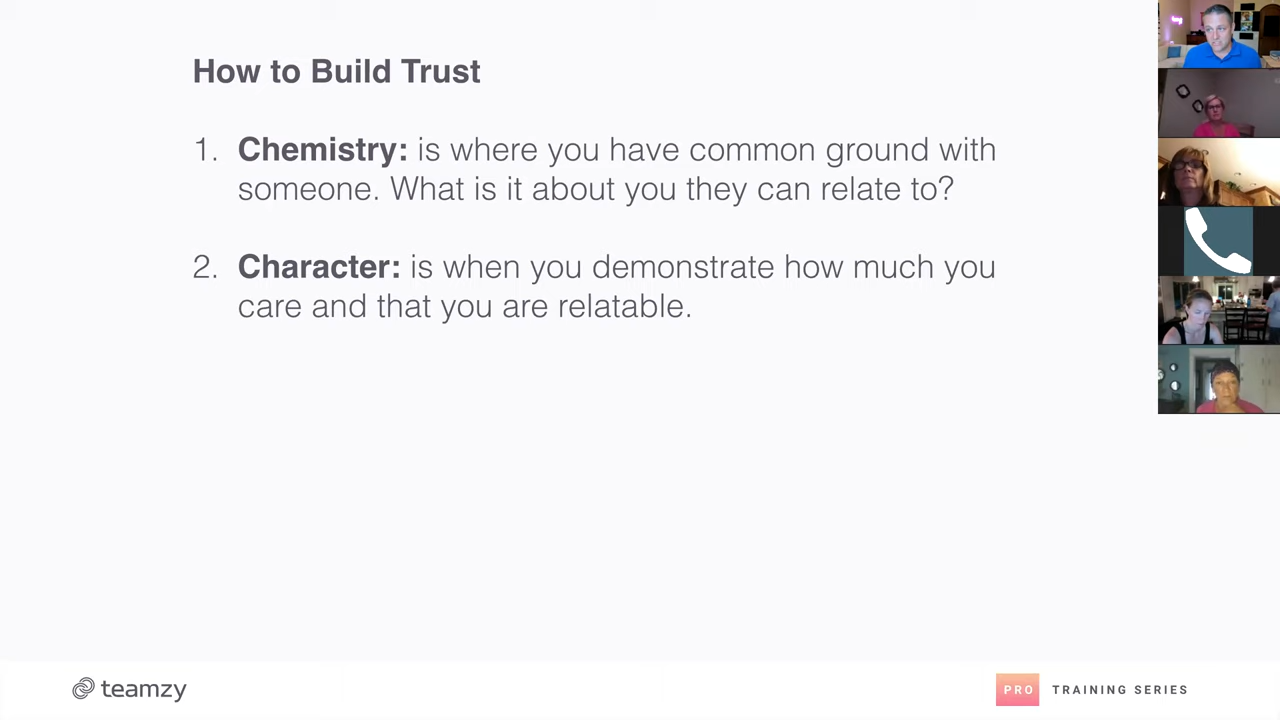 How to Build Trust
1. Chemistry: is where you have common ground with
someone. What is it about you they can relate to?
2. Character: is when you demonstrate how much you
care and that you are relatable.
teamzy
PRO TRAINING SERIES